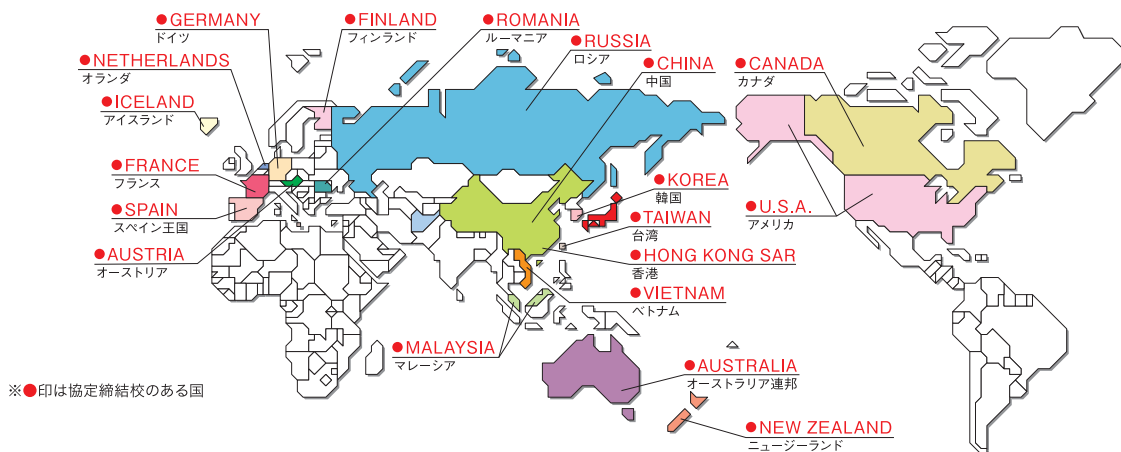 ●GERMANY
ドイツ
●FINLAND
フィンランド
●ROMANIA
ルーマニア
●RUSSIA
ロシア
●NETHERLANDS
オランダ
●CHINA
中国
●CANADA
カナダ
●ICELAND
アイスランド
●FRANCE
フランス
●KOREA
韓国
●SPAIN
スペイン王国
●TAIWAN
台湾
●U.S.A.
アメリカ
●AUSTRIA
オーストリア
●HONG KONG SAR
香港
●VIETNAM
ベトナム
●MALAYSIA
マレーシア
●AUSTRALIA
オーストラリア連邦
※●印は協定締結校のある国
●NEW ZEALAND
ニュージーランド